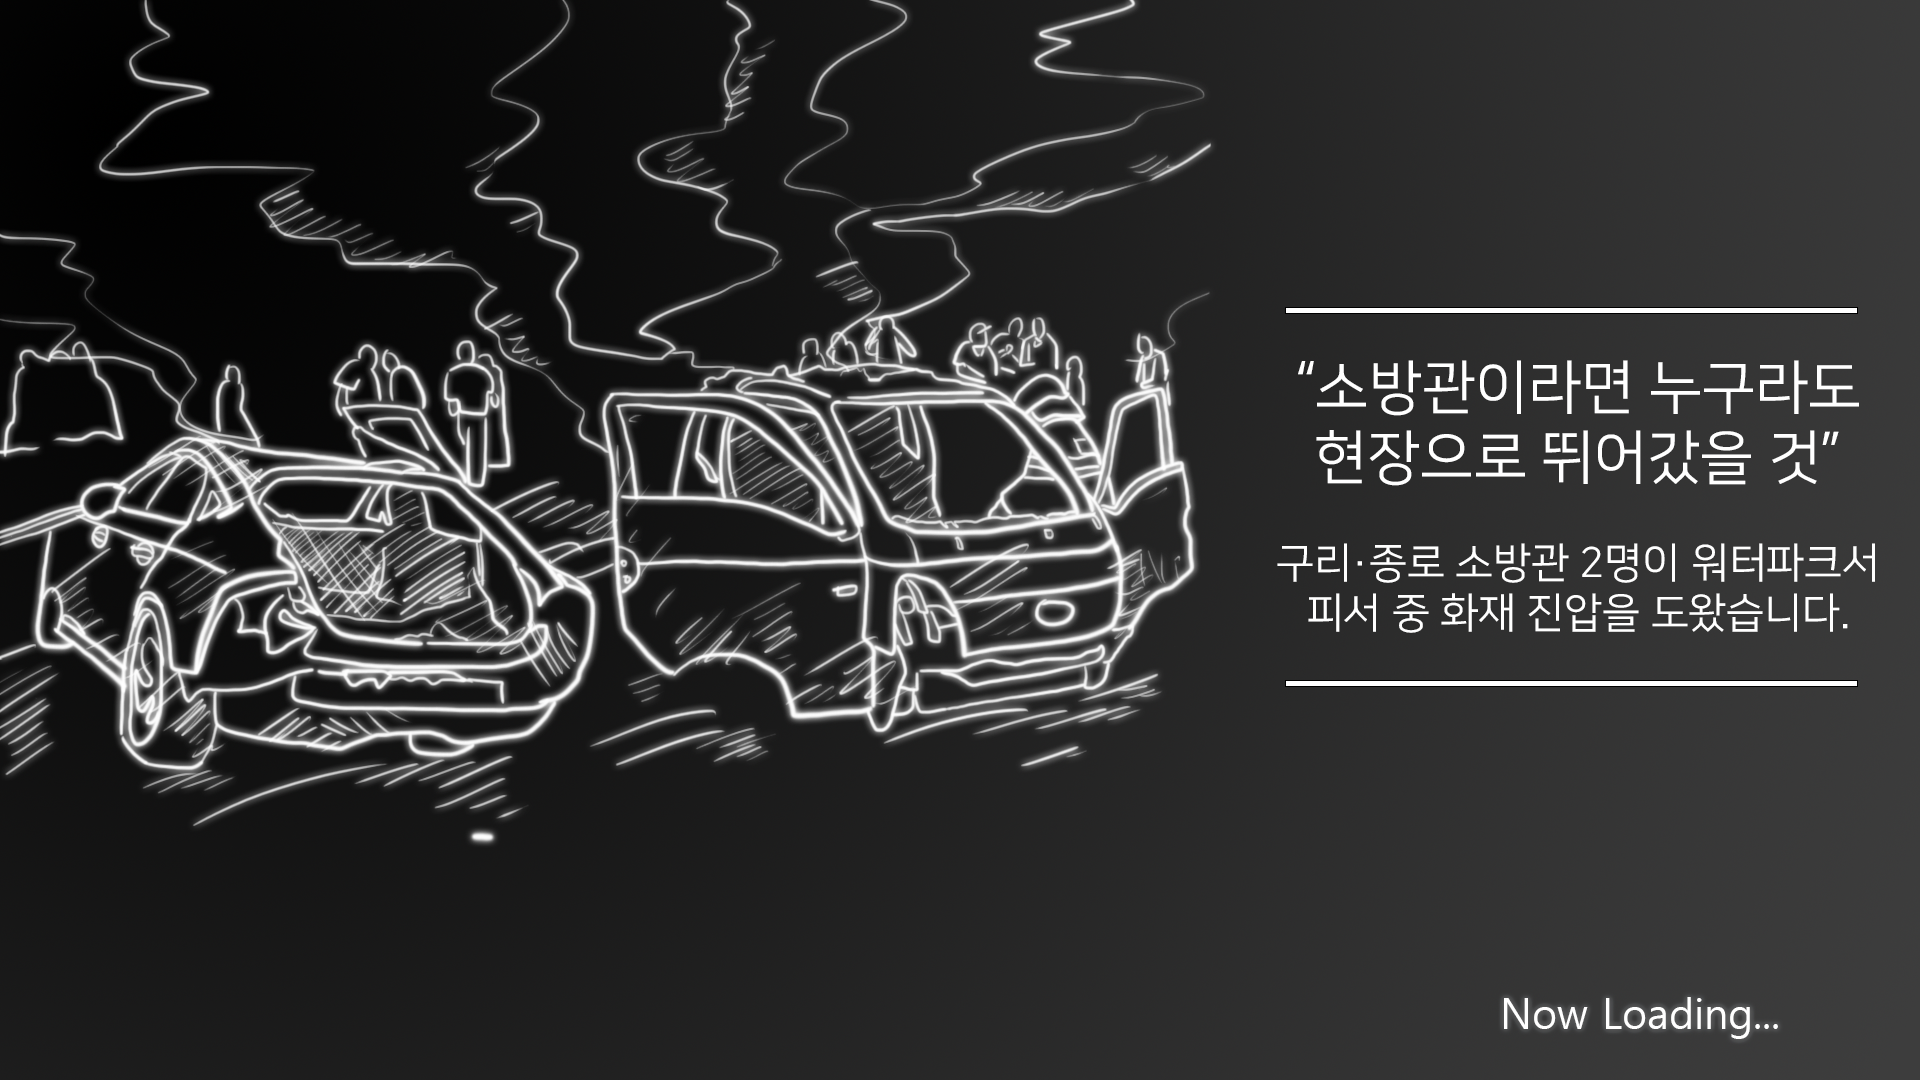 “소방관이라면 누구라도
현장으로 뛰어갔을 것”
구리·종로 소방관 2명이 워터파크서
피서 중 화재 진압을 도왔습니다.
Now Loading...